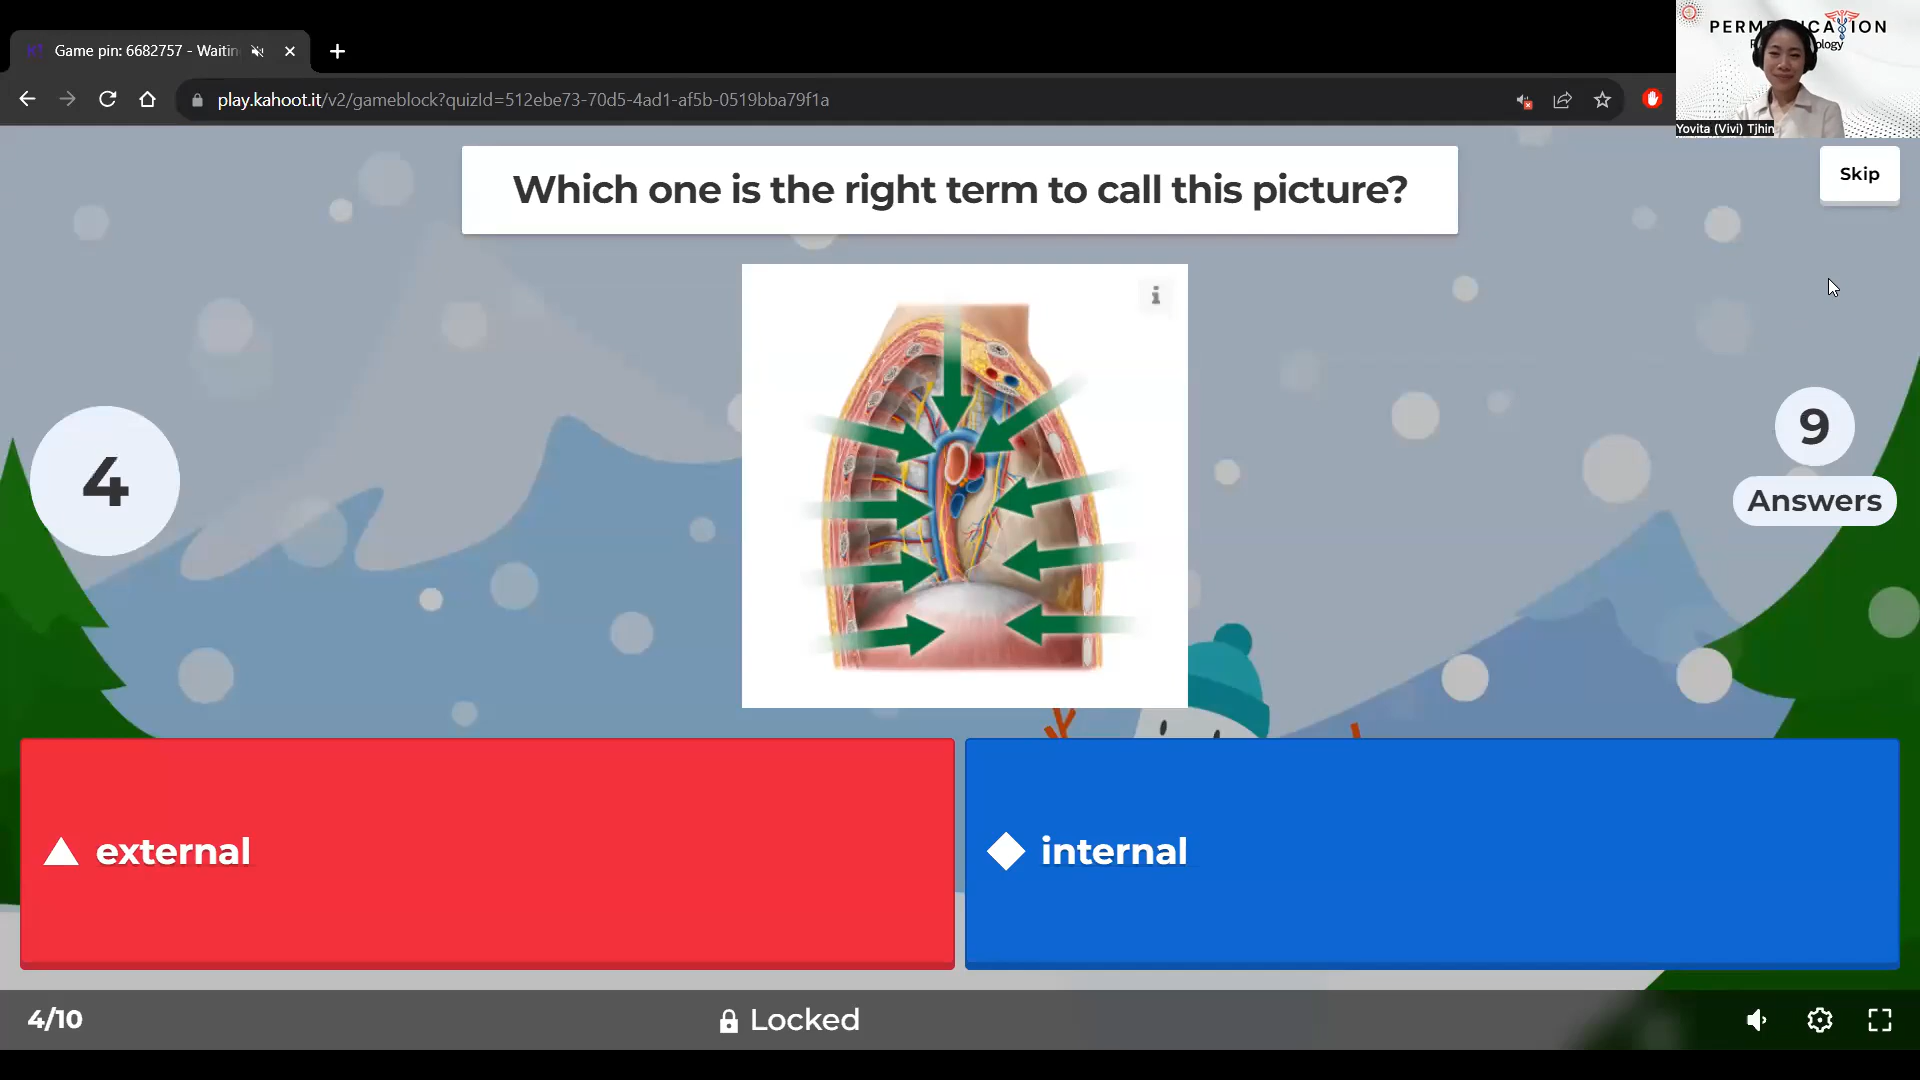 Game pin: 6682757 - Waitin
play.kahoot.it/v2/gameblock?quizId=512ebe73-70d5-4ad1-af5b-0519bba79f1a
Yovita (Vivi) Tjhin
Skip
Which one is the right term to call this picture?
i
4
9
Answers
external
internal
4/10
Locked